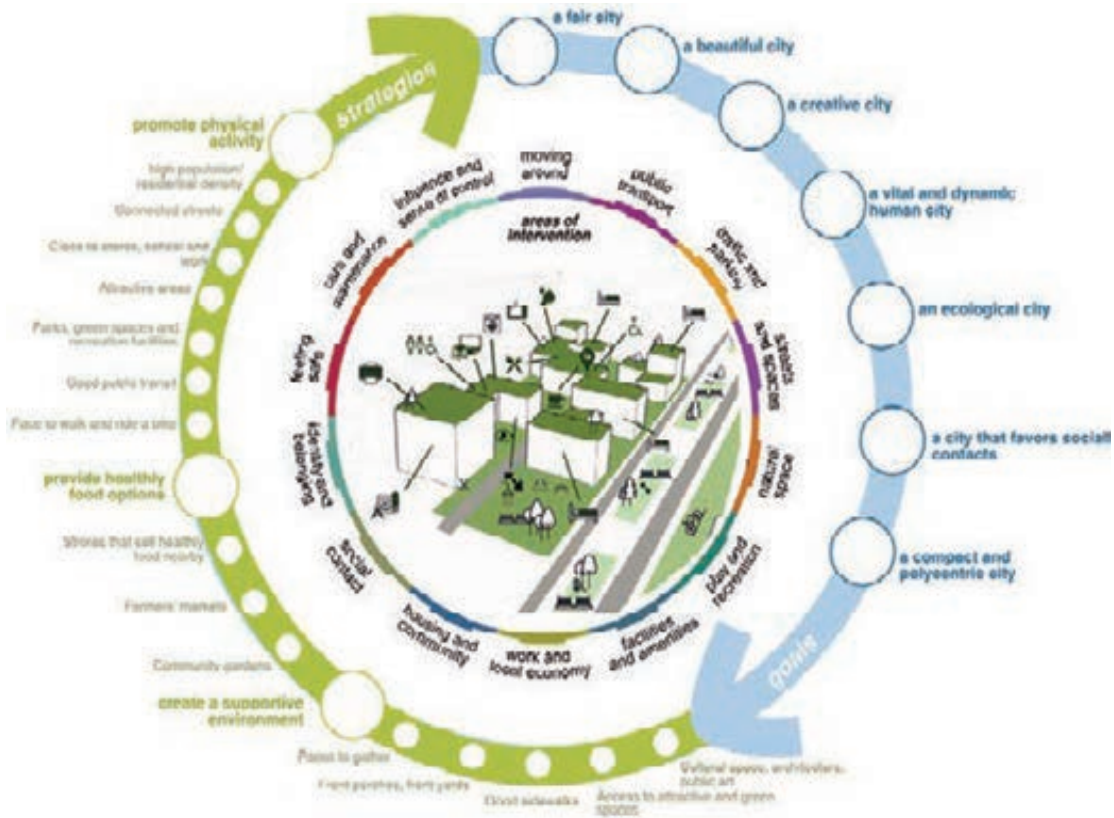 strategies
promote physical
activity
high population/
residential density
Connected streets
Close to stores, school and
work
Attractive areas
Parks, green spaces and
recreation facilities
Good public transit
Place to walk and ride a bike
provide healthly
food options
Stores that sell healthy
food nearby
Farmers' markets
Community gardens
create a supportive
environment
Places to gather
Front porches, front yards
Good sidewalks
Access to attractive and green
spaces
Cultural space, architecture,
public art
a fair city
a beautiful city
a creative city
a vital and dynamic
human city
an ecological city
a city that favors sociall
contacts
a compact and
polycentric city
goals
areas of
intervention
moving
around
public
transport
traffic and
parking
streets
and spaces
natural
space
play and
recreation
facilities
and amenities
work and
local economy
housing and
community
social
contact
identity and
belonging
feeling
safe
care and
maintenance
influence and
sense of control